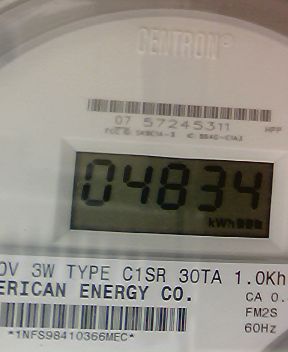 CENTRON®
07 57245311 HPP
04834
kWh
0V 3W TYPE C1SR 30TA 1.0Kh
ERICAN ENERGY CO. CA 0.
FM2S
*1NFS98410366MEC* 60Hz